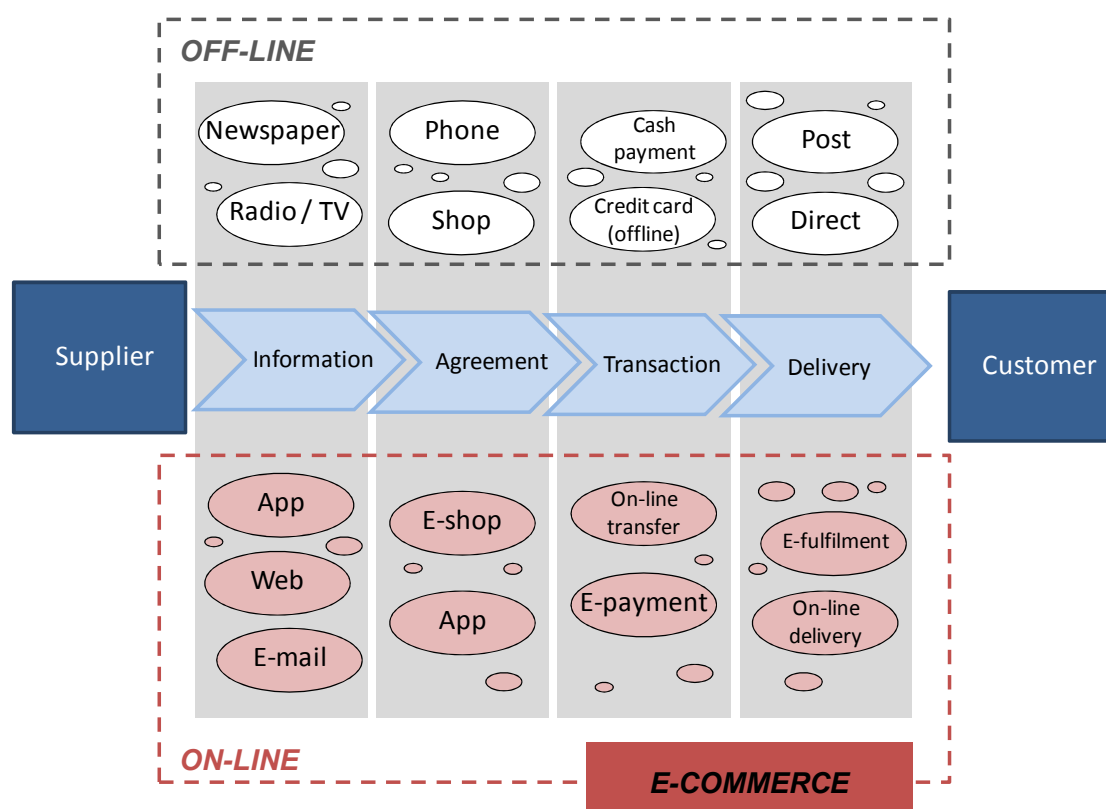 OFF-LINE
Newspaper
Radio / TV
Phone
Shop
Cash
payment
Credit card
(offline)
Post
Direct
Supplier
Information
Agreement
Transaction
Delivery
Customer
App
Web
E-mail
E-shop
App
On-line
transfer
E-payment
E-fulfilment
On-line
delivery
ON-LINE
E-COMMERCE